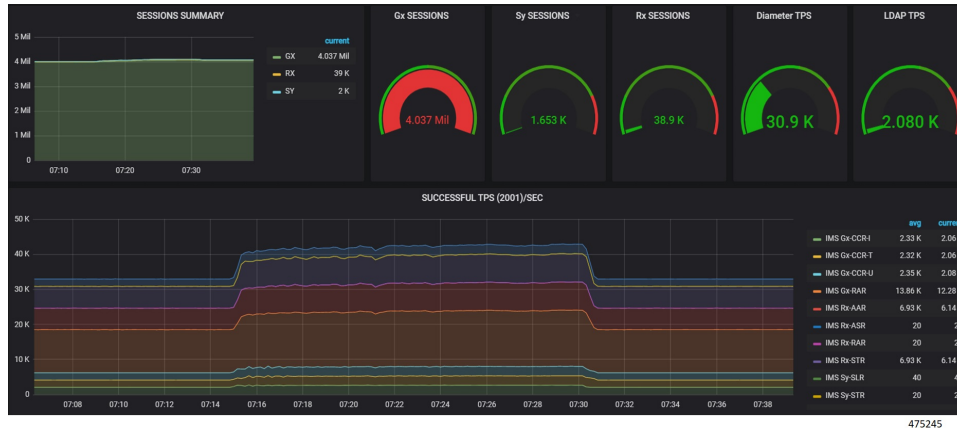 SESSIONS SUMMARY
5 Mil
4 Mil
3 Mil
2 Mil
1 Mil
0
07:10 07:20 07:30
current
GX 4.037 Mil
RX 39 K
SY 2 K
Gx SESSIONS
4.037 Mil
Sy SESSIONS
1.653 K
Rx SESSIONS
38.9 K
Diameter TPS
30.9 K
LDAP TPS
2.080 K
SUCCESSFUL TPS (2001)/SEC
50 K
40 K
30 K
20 K
10 K
0
07:08 07:10 07:12 07:14 07:16 07:18 07:20 07:22 07:24 07:26 07:28 07:30 07:32 07:34 07:36 07:38
avg curre
IMS Gx-CCR-I 2.33 K 2.06
IMS Gx-CCR-T 2.32 K 2.06
IMS Gx-CCR-U 2.35 K 2.08
IMS Gx-RAR 13.86 K 12.28
IMS Rx-AAR 6.93 K 6.14
IMS Rx-ASR 20 2
IMS Rx-RAR 20 2
IMS Rx-STR 6.93 K 6.14
IMS Sy-SLR 40 4
IMS Sy-STR 20 2
475245